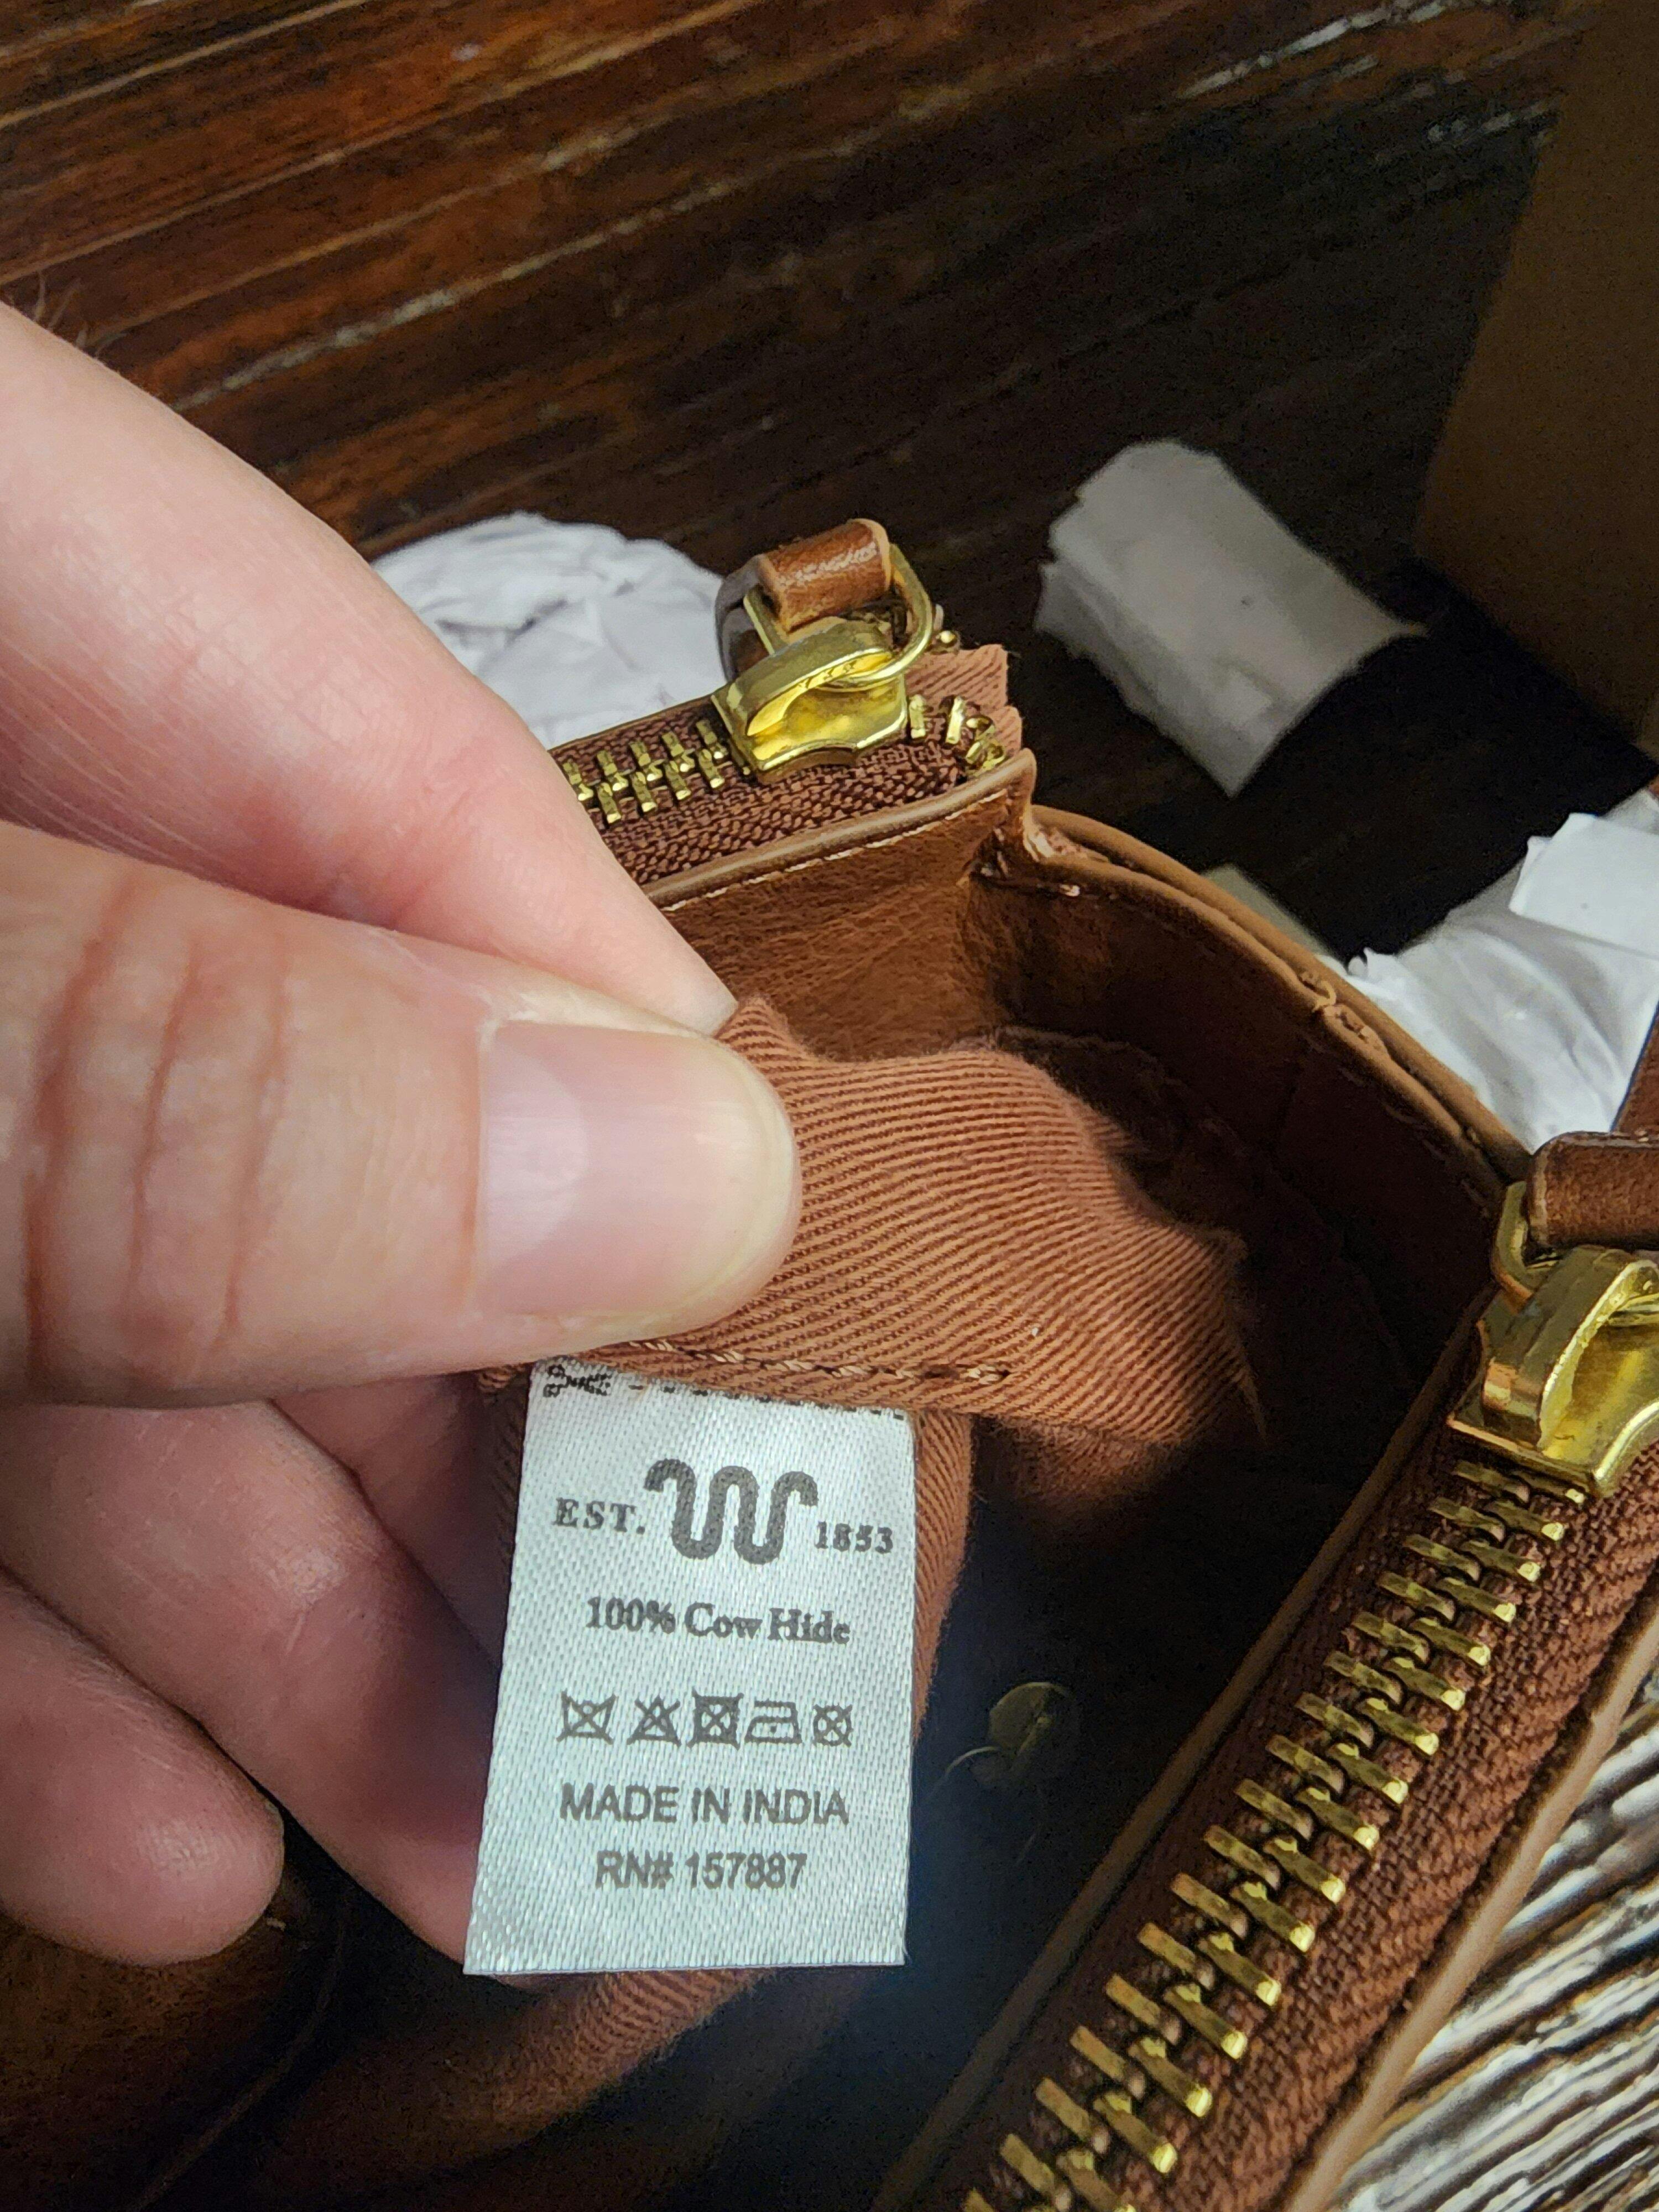 EST. 1853
100% Cow Hide
MADE IN INDIA
RN# 157887